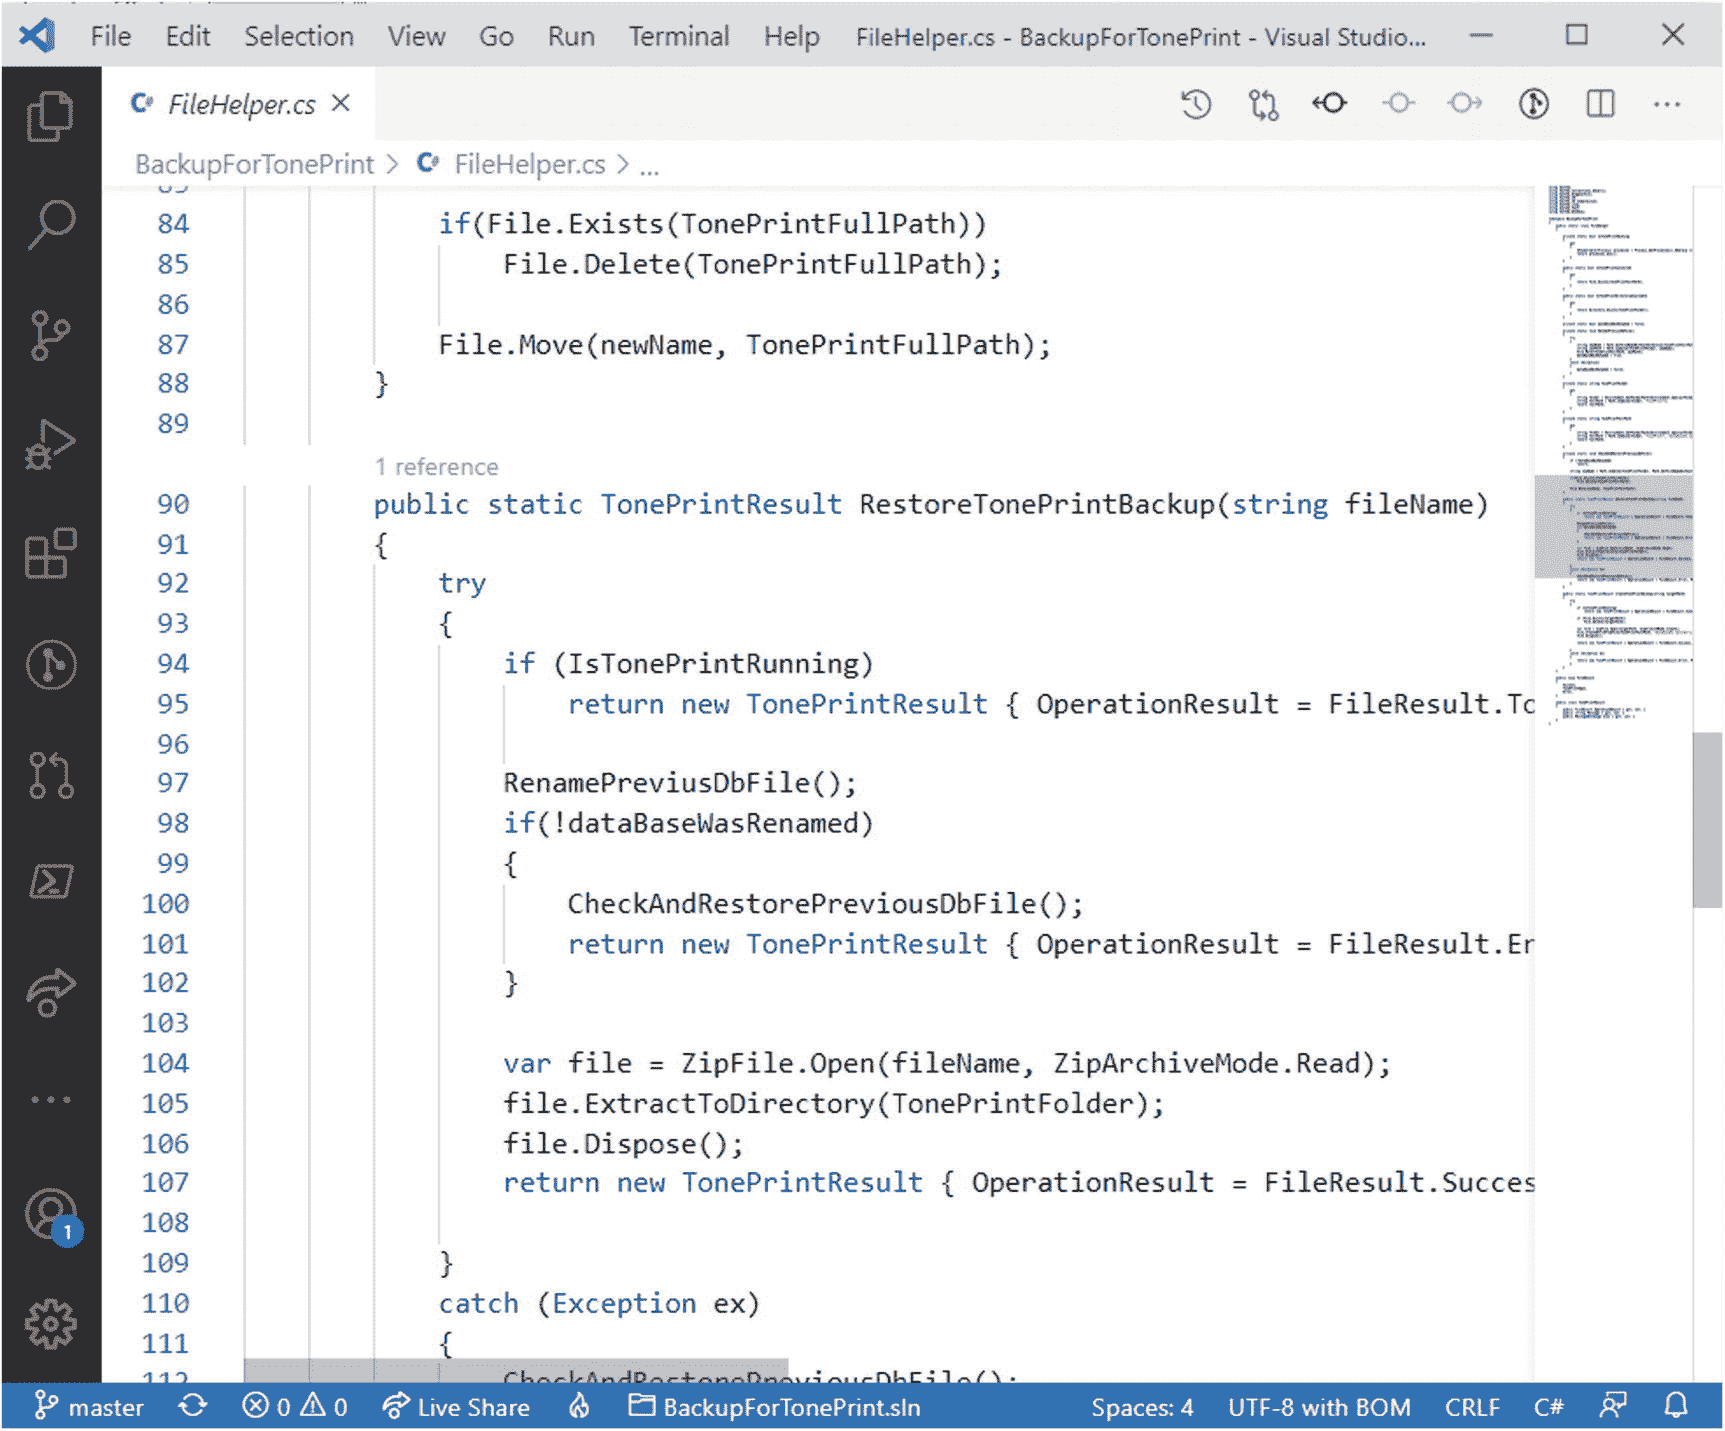 File Edit Selection View Go Run Terminal Help FileHelper.cs - BackupForTonePrint - Visual Studio...
FileHelper.cs
BackupForTonePrint > FileHelper.cs > ...
84 if(File.Exists(TonePrintFullPath))
85 File.Delete(TonePrintFullPath);
86
87 File.Move(newName, TonePrintFullPath);
88 }
89
1 reference
90 public static TonePrintResult RestoreTonePrintBackup(string fileName)
91 {
92 try
93 {
94 if (IsTonePrintRunning)
95 return new TonePrintResult { OperationResult = FileResult.To
96
97 RenamePreviusDbFile();
98 if(!dataBaseWasRenamed)
99 {
100 CheckAndRestorePreviousDbFile();
101 return new TonePrintResult { OperationResult = FileResult.Er
102 }
103
104 var file = ZipFile.Open(fileName, ZipArchiveMode.Read);
105 file.ExtractToDirectory(TonePrintFolder);
106 file.Dispose();
107 return new TonePrintResult { OperationResult = FileResult.Succes
108
109 }
110 catch (Exception ex)
111 {
112 CheckAndRestorePreviousDbFile();
1
master 0 0 Live Share BackupForTonePrint.sln Spaces: 4 UTF-8 with BOM CRLF C#